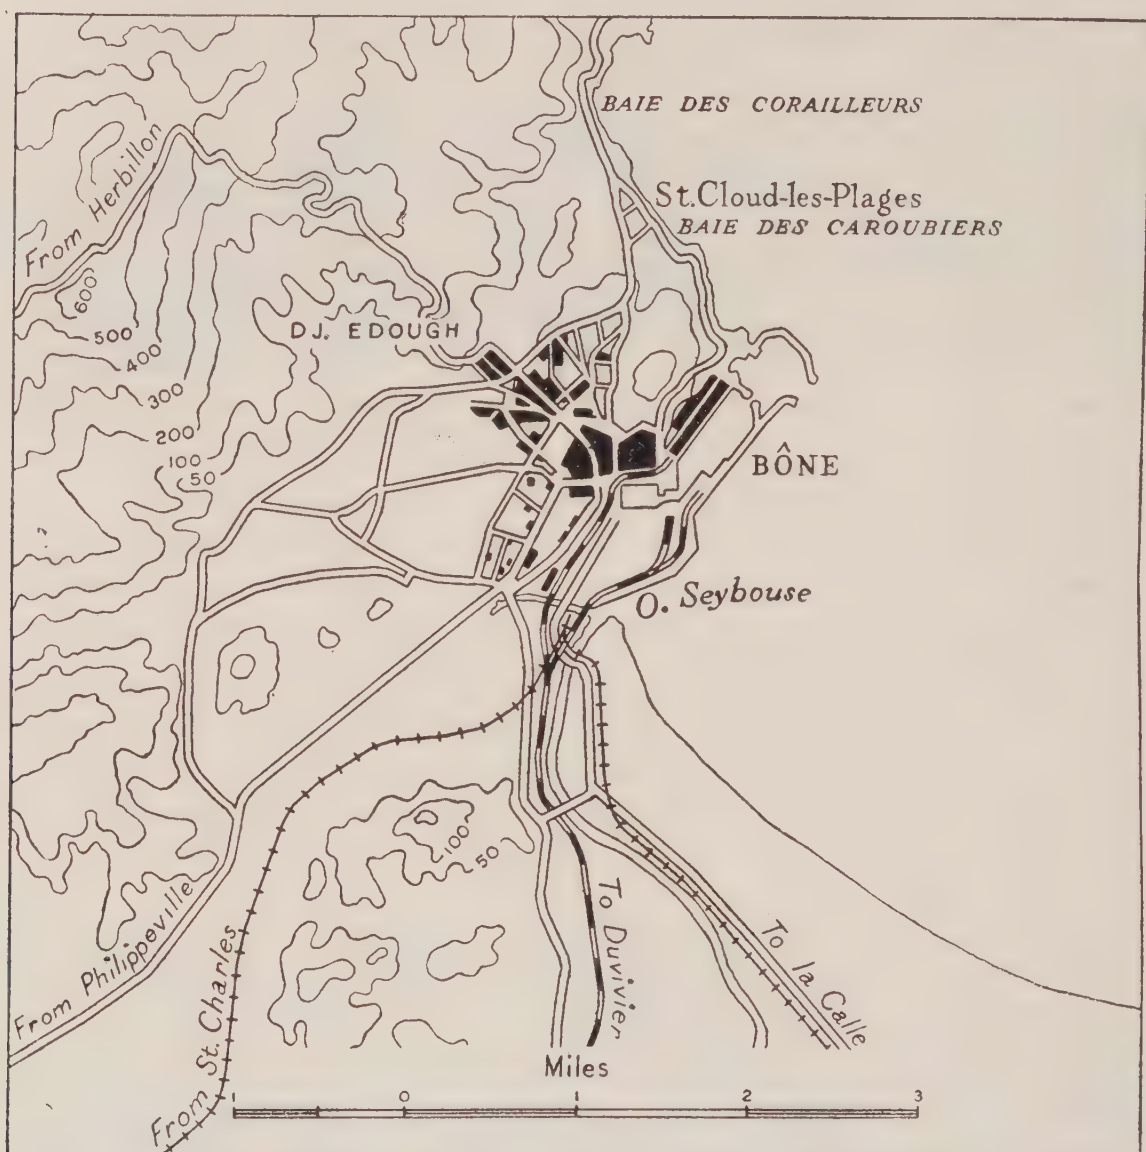 BAIE DES CORAILLEURS
St.Cloud-les-Plages
BAIE DES CAROUBIERS
From Herbillon
600
500
400
300
200
100
50
DJ. EDOUGH
BÔNE
O. Seybouse
100
50
From Philippeville
From St. Charles
To Duvivier
To la Calle
Miles
1 0 1 2 3